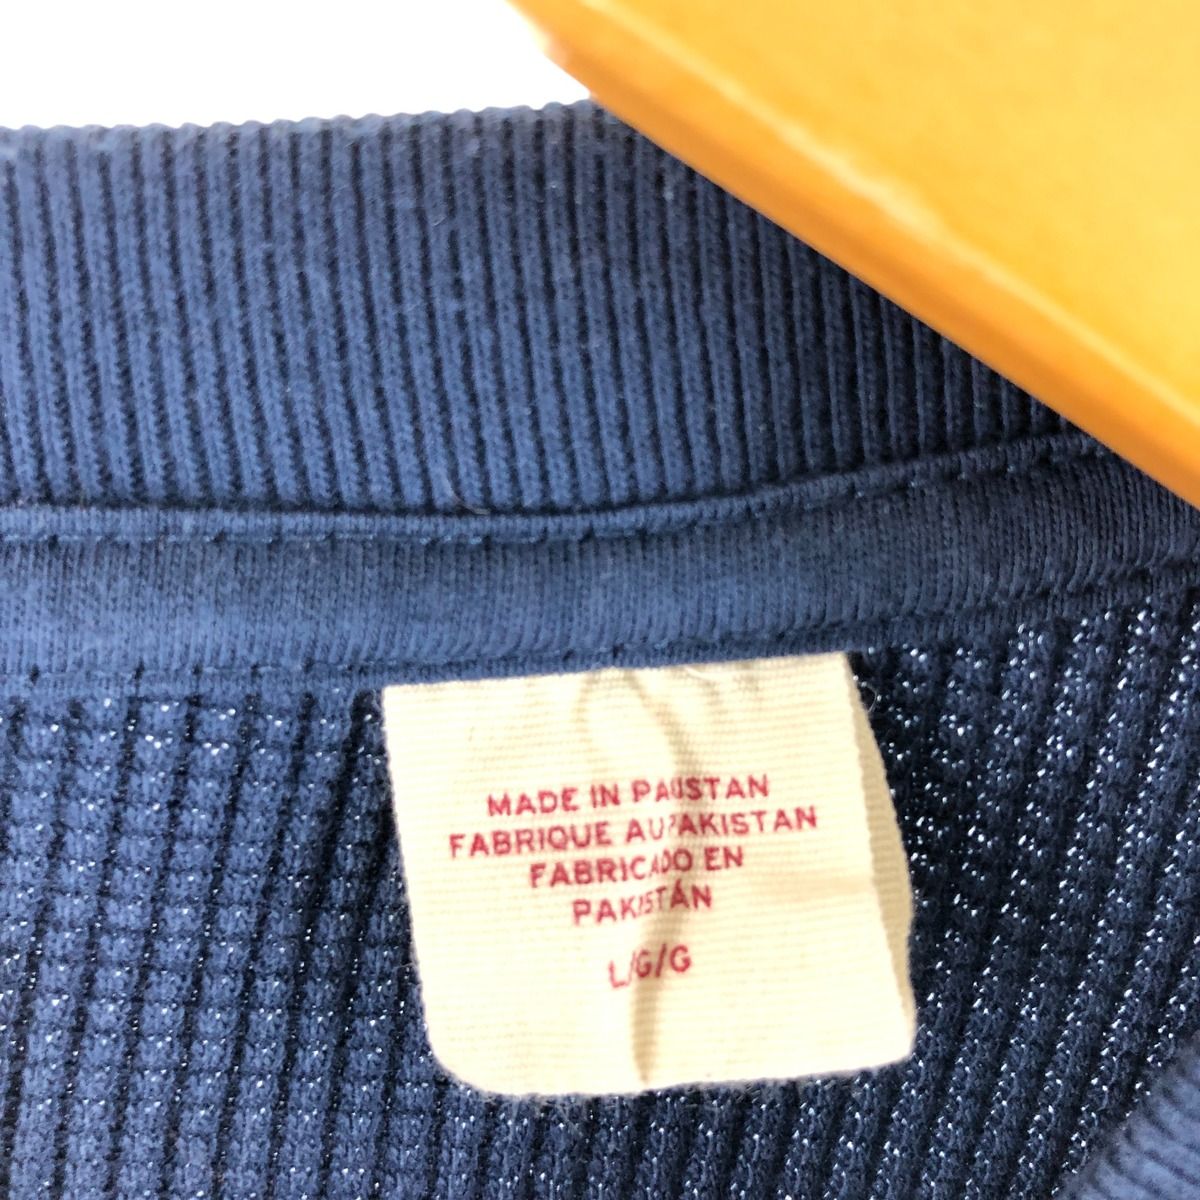 MADE IN PAKISTAN
FABRIQUE AU PAKISTAN
FABRICADO EN
PAKISTÁN
L/G/G